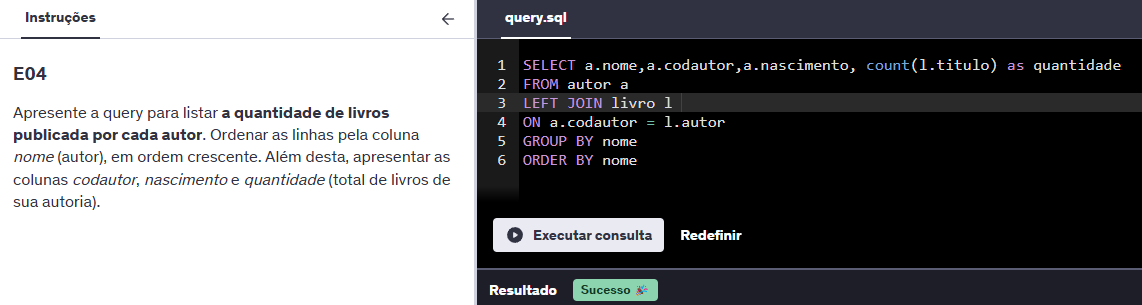 Instruções
E04
Apresente a query para listar a quantidade de livros
publicada por cada autor. Ordenar as linhas pela coluna
nome (autor), em ordem crescente. Além desta, apresentar as
colunas codautor, nascimento e quantidade (total de livros de
sua autoria).
query.sql
1 SELECT a.nome,a.codautor,a.nascimento, count(l.titulo) as quantidade
2 FROM autor a
3 LEFT JOIN livro l
4 ON a.codautor = l.autor
5 GROUP BY nome
6 ORDER BY nome
Executar consulta Redefinir
Resultado Sucesso 🎉